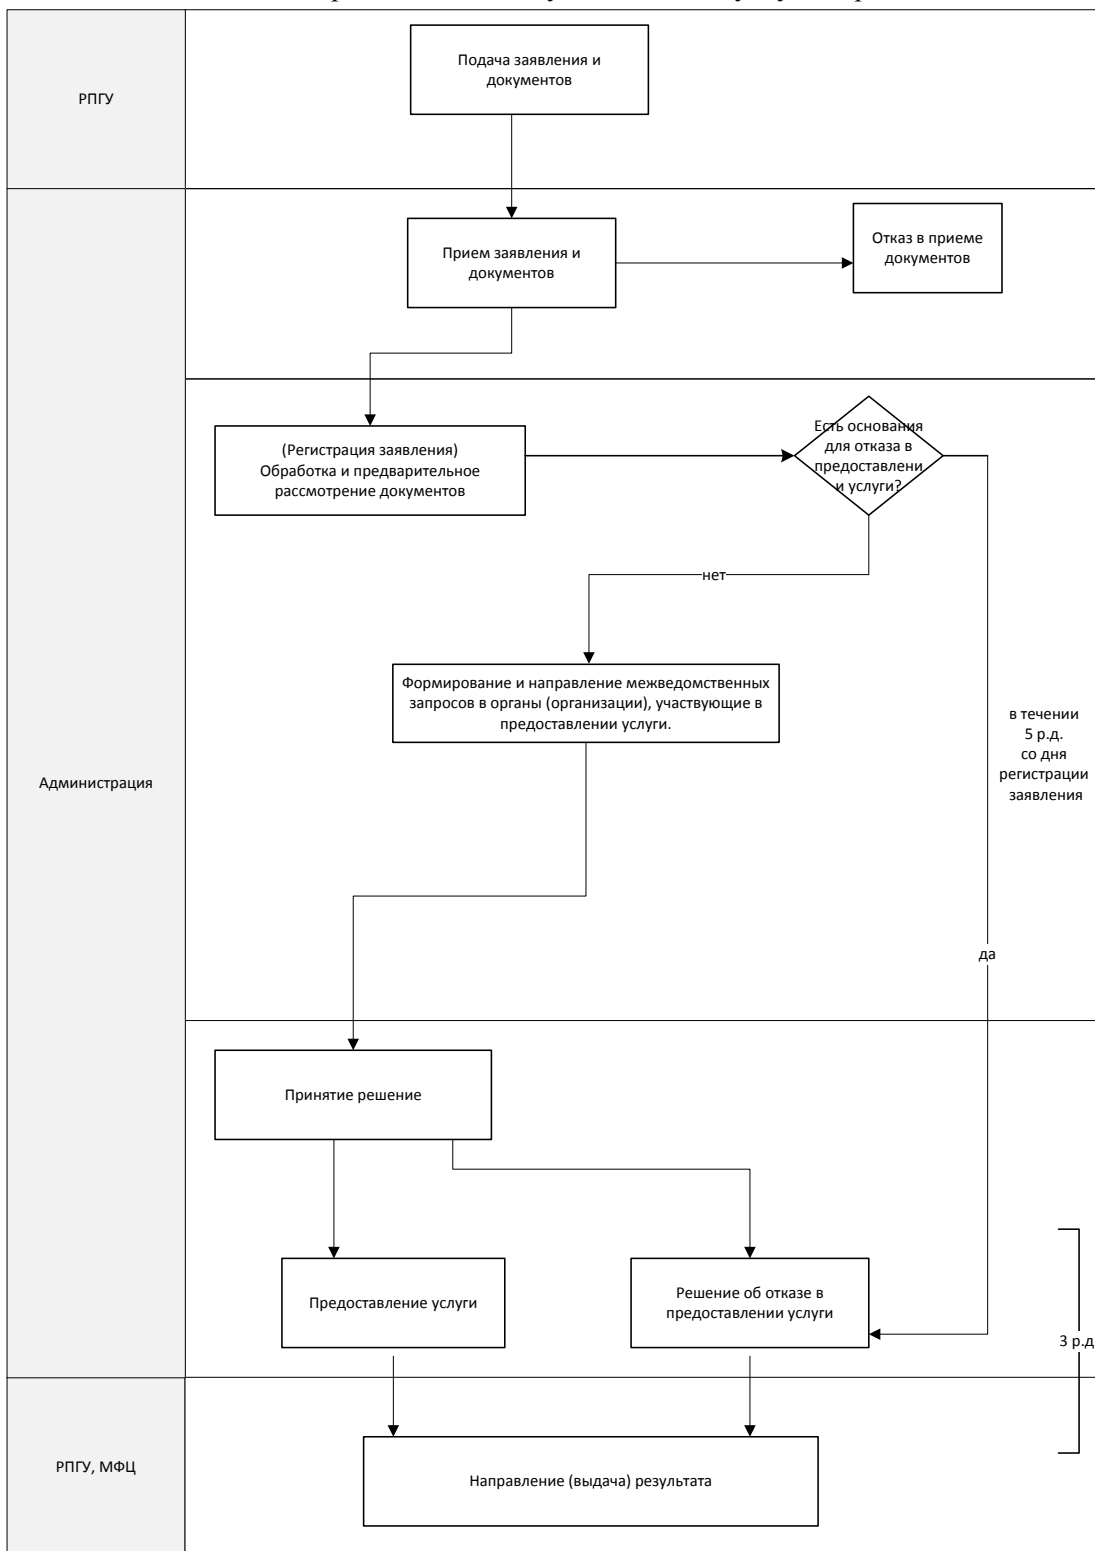 РПГУ
Подача заявления и
документов
Прием заявления и
документов
Отказ в приеме
документов
(Регистрация заявления)
Обработка и предварительное
рассмотрение документов
Есть основания
для отказа в
предоставлени
и услуги?
нет
Формирование и направление межведомственных
запросов в органы (организации), участвующие в
предоставлении услуги.
в течении
5 р.д.
со дня
регистрации
заявления
Администрация
да
Принятие решение
Предоставление услуги
Решение об отказе в
предоставлении услуги
3 р.д
РПГУ, МФЦ
Направление (выдача) результата